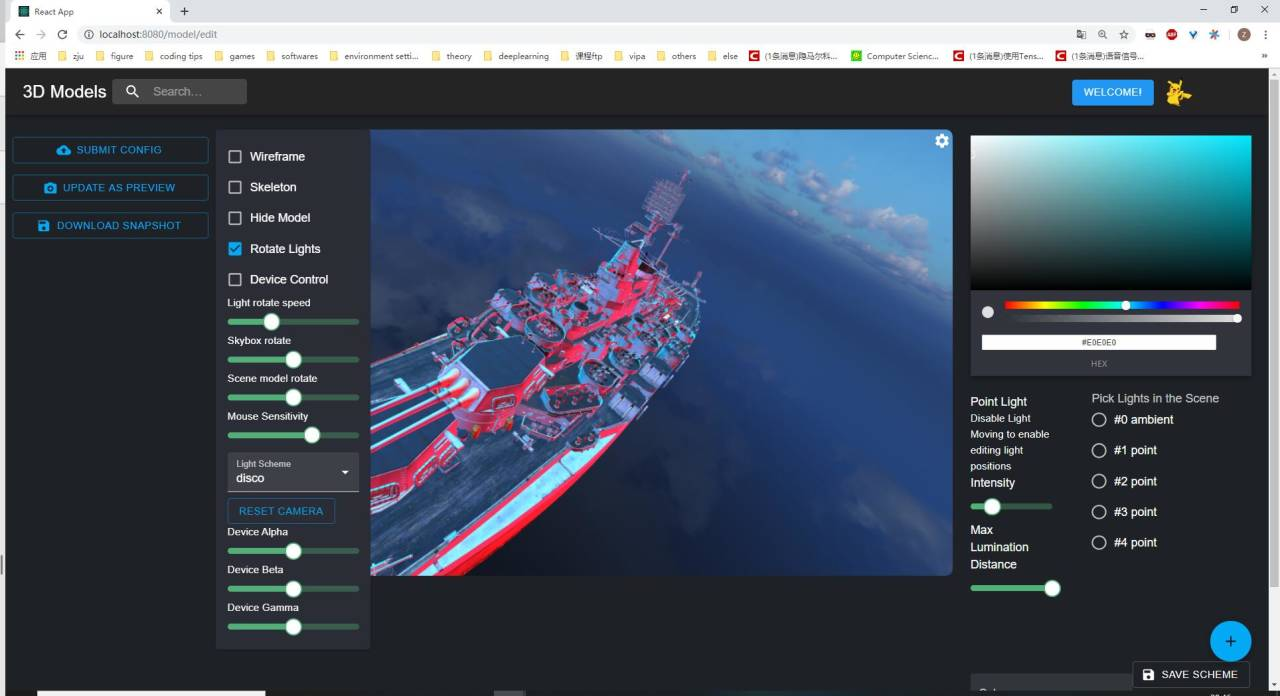 React App
localhost:8080/model/edit
应用 zju figure coding tips games softwares environment setti... theory deeplearning 课程ftp vipa others else (1条消息)隐马尔科... Computer Scienc... (1条消息)使用Tens... (1条消息)语音信号...
3D Models
Search...
WELCOME!
SUBMIT CONFIG
UPDATE AS PREVIEW
DOWNLOAD SNAPSHOT
Wireframe
Skeleton
Hide Model
Rotate Lights
Device Control
Light rotate speed
Skybox rotate
Scene model rotate
Mouse Sensitivity
Light Scheme
disco
RESET CAMERA
Device Alpha
Device Beta
Device Gamma
#E0E0E0
HEX
Point Light
Disable Light
Moving to enable
editing light
positions
Intensity
Max
Lumination
Distance
Pick Lights in the Scene
#0 ambient
#1 point
#2 point
#3 point
#4 point
+
SAVE SCHEME